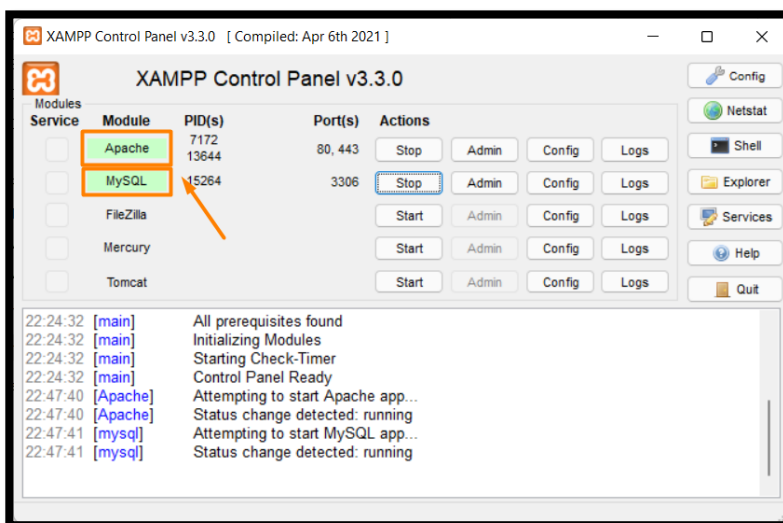 XAMPP Control Panel v3.3.0 [ Compiled: Apr 6th 2021 ]
XAMPP Control Panel v3.3.0
Config
Modules
Service Module PID(s) Port(s) Actions
Netstat
Apache 7172 13644 80, 443 Stop Admin Config Logs
Shell
MySQL 15264 3306 Stop Admin Config Logs
Explorer
FileZilla Start Admin Config Logs
Services
Mercury Start Admin Config Logs
Help
Tomcat Start Admin Config Logs
Quit
22:24:32 [main] All prerequisites found
22:24:32 [main] Initializing Modules
22:24:32 [main] Starting Check-Timer
22:24:32 [main] Control Panel Ready
22:47:40 [Apache] Attempting to start Apache app...
22:47:40 [Apache] Status change detected: running
22:47:41 [mysql] Attempting to start MySQL app...
22:47:41 [mysql] Status change detected: running